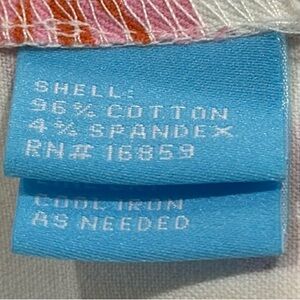 SHELL:
96% COTTON
4% SPANDEX
RN# 16859
COOL IRON
AS NEEDED